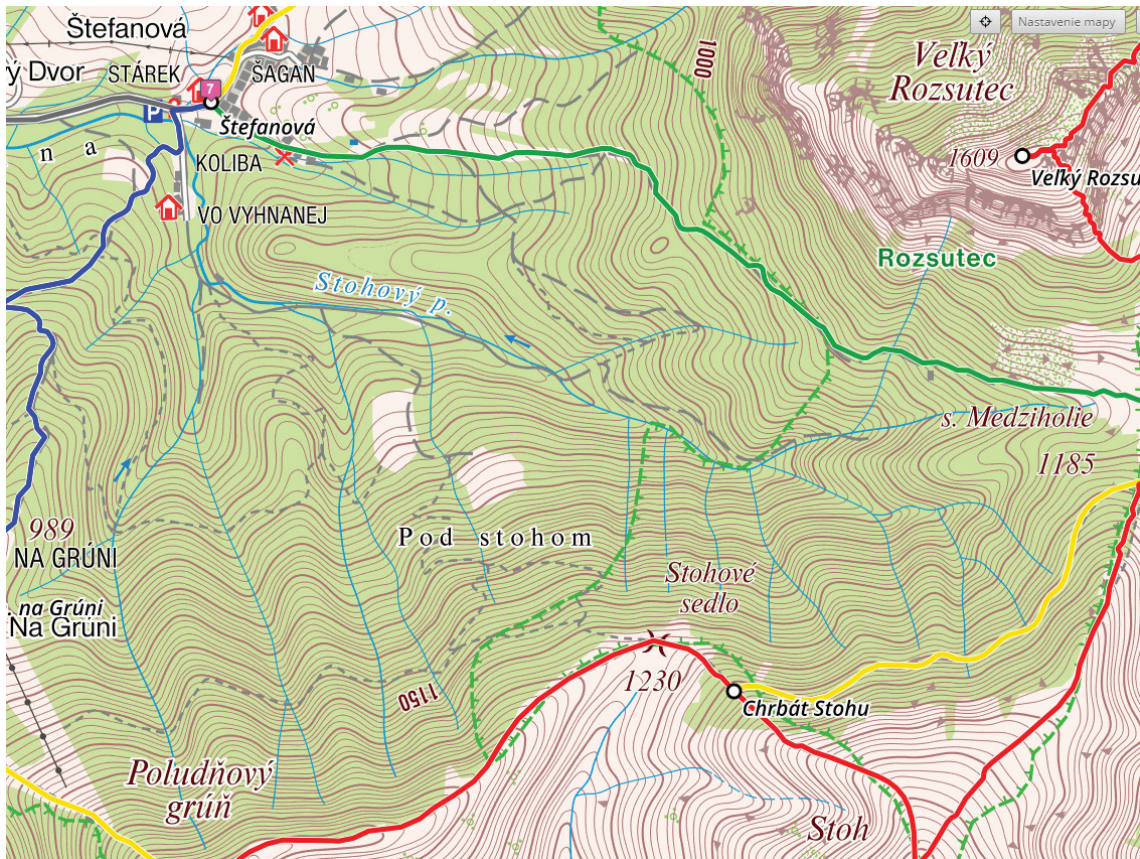 Štefanová
ý Dvor
STÁREK
ŠAGAN
7
P
Štefanová
n a
KOLIBA
VO VYHNANEJ
1000
Nastavenie mapy
Veľký
Rozsutec
1609
Veľký Rozsu
Rozsutec
Stohový p.
s. Medziholie
1185
989
NA GRÚNI
na Grúni
Na Grúni
Pod stohom
Stohové
sedlo
1230
1150
Chrbát Stohu
Poludňový
grúň
Stoh